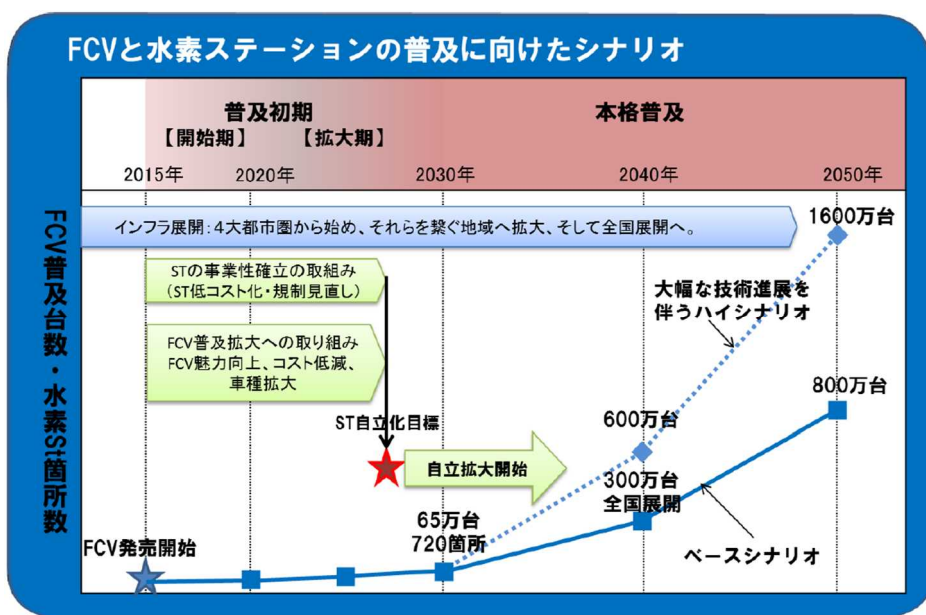 FCVと水素ステーションの普及に向けたシナリオ
普及初期
【開始期】
【拡大期】
本格普及
2015年
2020年
2030年
2040年
2050年
FCV普及台数・水素St箇所数
インフラ展開：4大都市圏から始め、それらを繋ぐ地域へ拡大、そして全国展開へ。
STの事業性確立の取組み
（ST低コスト化・規制見直し）
FCV普及拡大への取り組み
FCV魅力向上、コスト低減、
車種拡大
ST自立化目標
自立拡大開始
FCV発売開始
65万台
720箇所
600万台
300万台
全国展開
1600万台
大幅な技術進展を
伴うハイシナリオ
800万台
ベースシナリオ